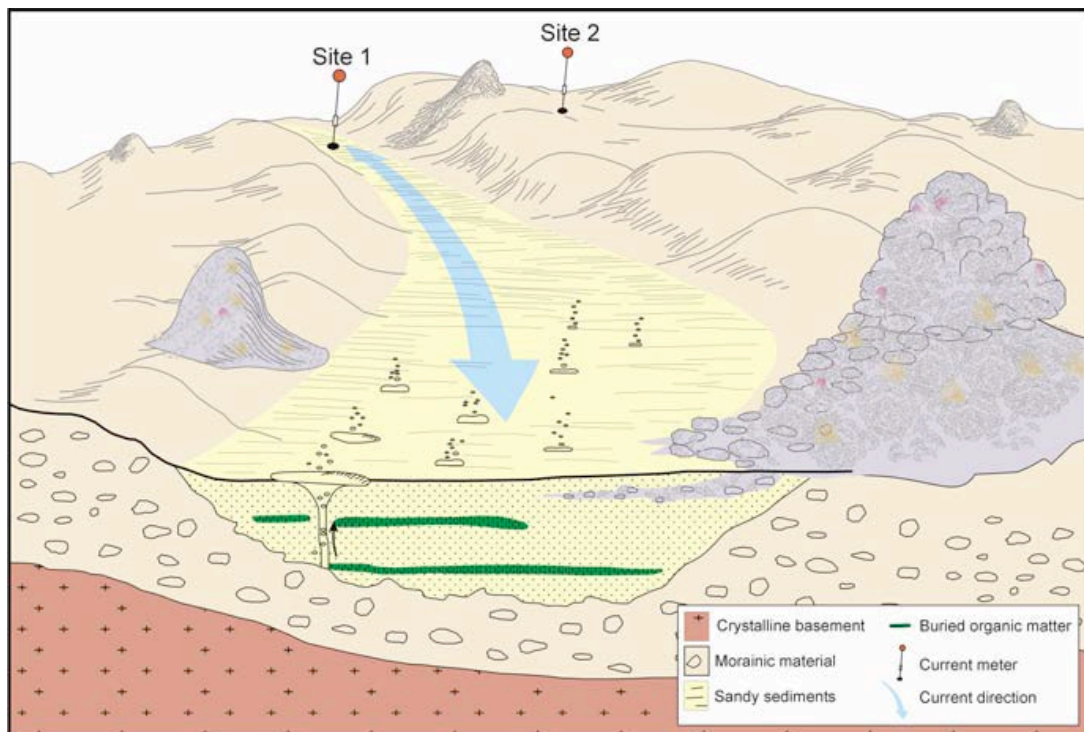 Site 1
Site 2
Crystalline basement
Morainic material
Sandy sediments
Buried organic matter
Current meter
Current direction